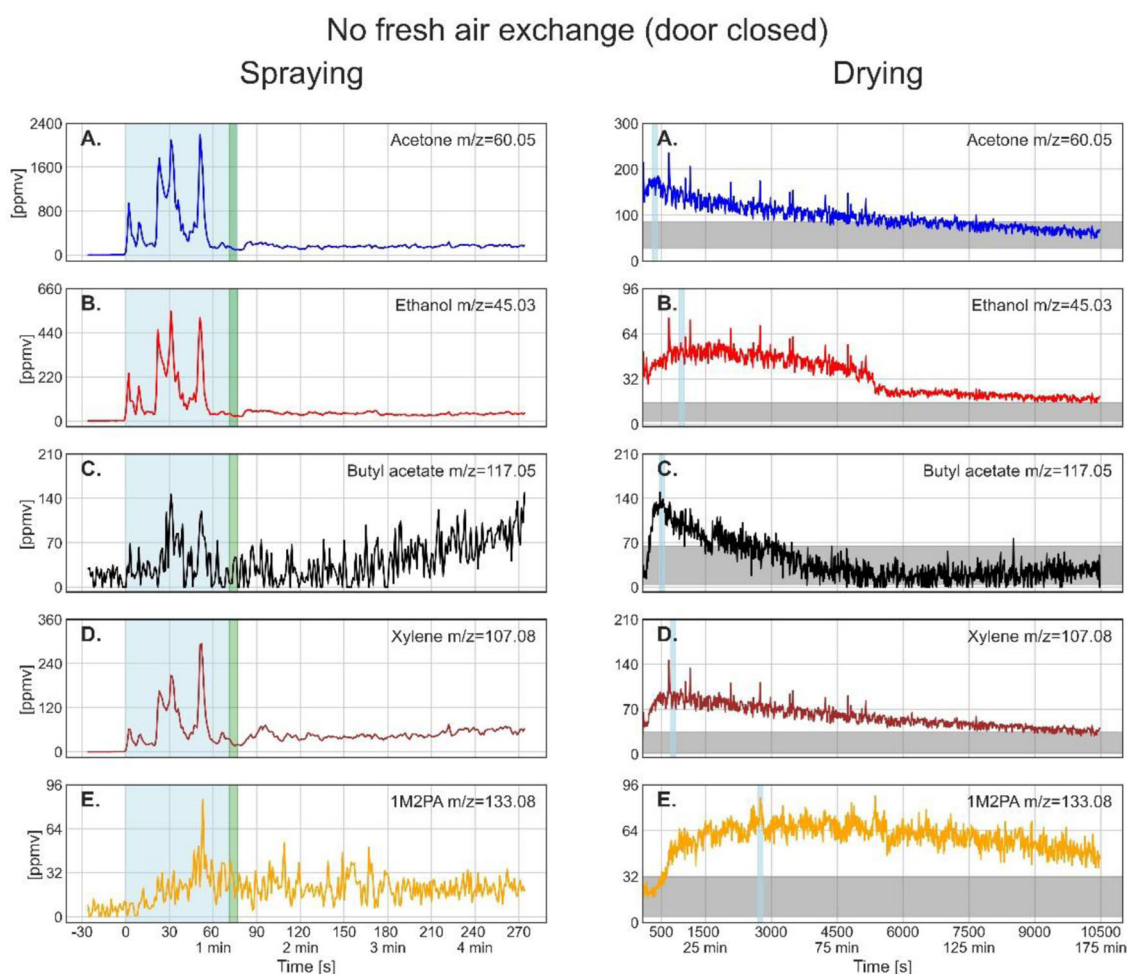 No fresh air exchange (door closed)
Spraying
Drying
A.
Acetone m/z=60.05
[ppmv]
2400
1600
800
0
A.
Acetone m/z=60.05
300
200
100
0
B.
Ethanol m/z=45.03
[ppmv]
660
440
220
0
B.
Ethanol m/z=45.03
96
64
32
0
C.
Butyl acetate m/z=117.05
[ppmv]
210
140
70
0
C.
Butyl acetate m/z=117.05
210
140
70
0
D.
Xylene m/z=107.08
[ppmv]
360
240
120
0
D.
Xylene m/z=107.08
210
140
70
0
E.
1M2PA m/z=133.08
[ppmv]
96
64
32
0
-30 0 30 60 90 120 150 180 210 240 270
1 min 2 min 3 min 4 min
Time [s]
E.
1M2PA m/z=133.08
96
64
32
0
500 1500 3000 4500 6000 7500 9000 10500
25 min 75 min 125 min 175 min
Time [s]